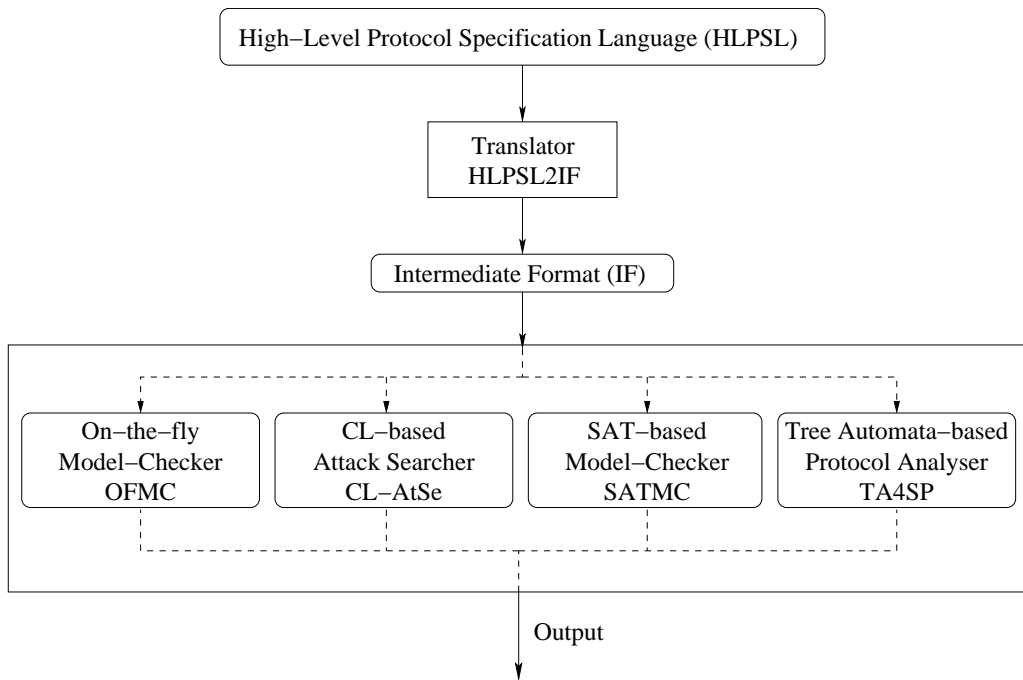 High−Level Protocol Specification Language (HLPSL)
Translator
HLPSL2IF
Intermediate Format (IF)
On−the−fly
Model−Checker
OFMC
CL−based
Attack Searcher
CL−AtSe
SAT−based
Model−Checker
SATMC
Tree Automata−based
Protocol Analyser
TA4SP
Output